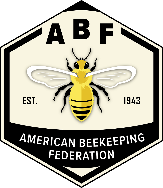 ABF
EST. 1943
AMERICAN BEEKEEPING
FEDERATION